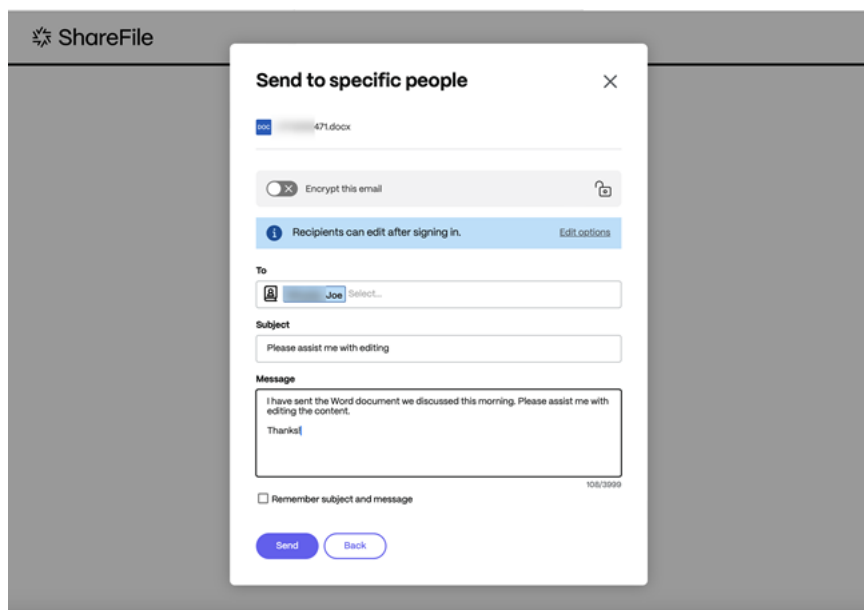 ShareFile
Send to specific people
DOC
471.docx
Encrypt this email
Recipients can edit after signing in.
Edit options
To
Joe Select...
Subject
Please assist me with editing
Message
I have sent the Word document we discussed this morning. Please assist me with
editing the content.
Thanks!
108/3999
Remember subject and message
Send Back